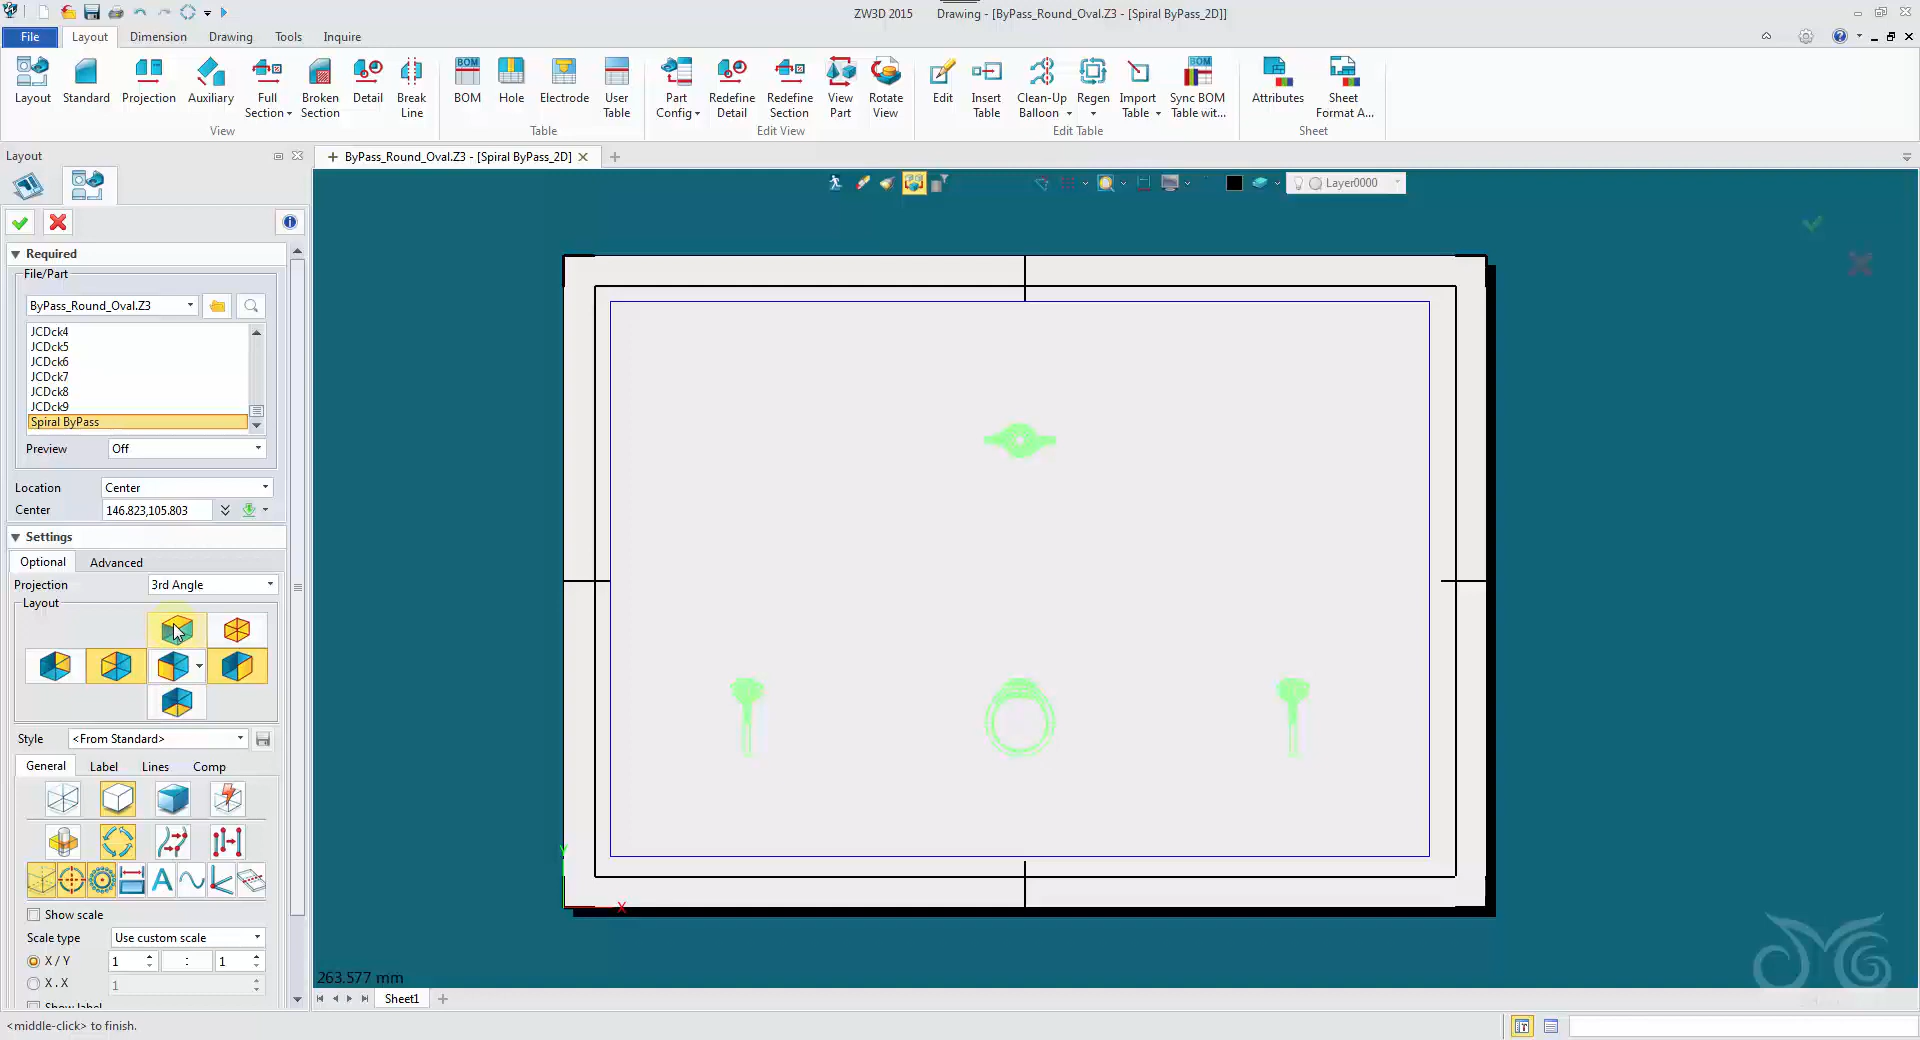 ZW3D 2015 Drawing - [ByPass_Round_Oval.Z3 - [Spiral ByPass_2D]]
File Layout Dimension Drawing Tools Inquire
Layout Standard Projection Auxiliary Full Section Broken Section Detail Break Line BOM Hole Electrode User Table Part Config Redefine Detail Redefine Section View Part Rotate View Edit Insert Table Clean-Up Balloon Regen Import Table Sync BOM Table wit... Attributes Sheet Format A...
View Table Edit View Edit Table Sheet
Layout
ByPass_Round_Oval.Z3 - [Spiral ByPass_2D]
Layer0000
Required
File/Part
ByPass_Round_Oval.Z3
JCDck4
JCDck5
JCDck6
JCDck7
JCDck8
JCDck9
Spiral ByPass
Preview Off
Location Center
Center 146.823,105.803
Settings
Optional Advanced
Projection 3rd Angle
Layout
Style <From Standard>
General Label Lines Comp
Show scale
Scale type Use custom scale
X / Y 1 : 1
X . X 1
Show label
Y
X
263.577 mm
Sheet1
<middle-click> to finish.